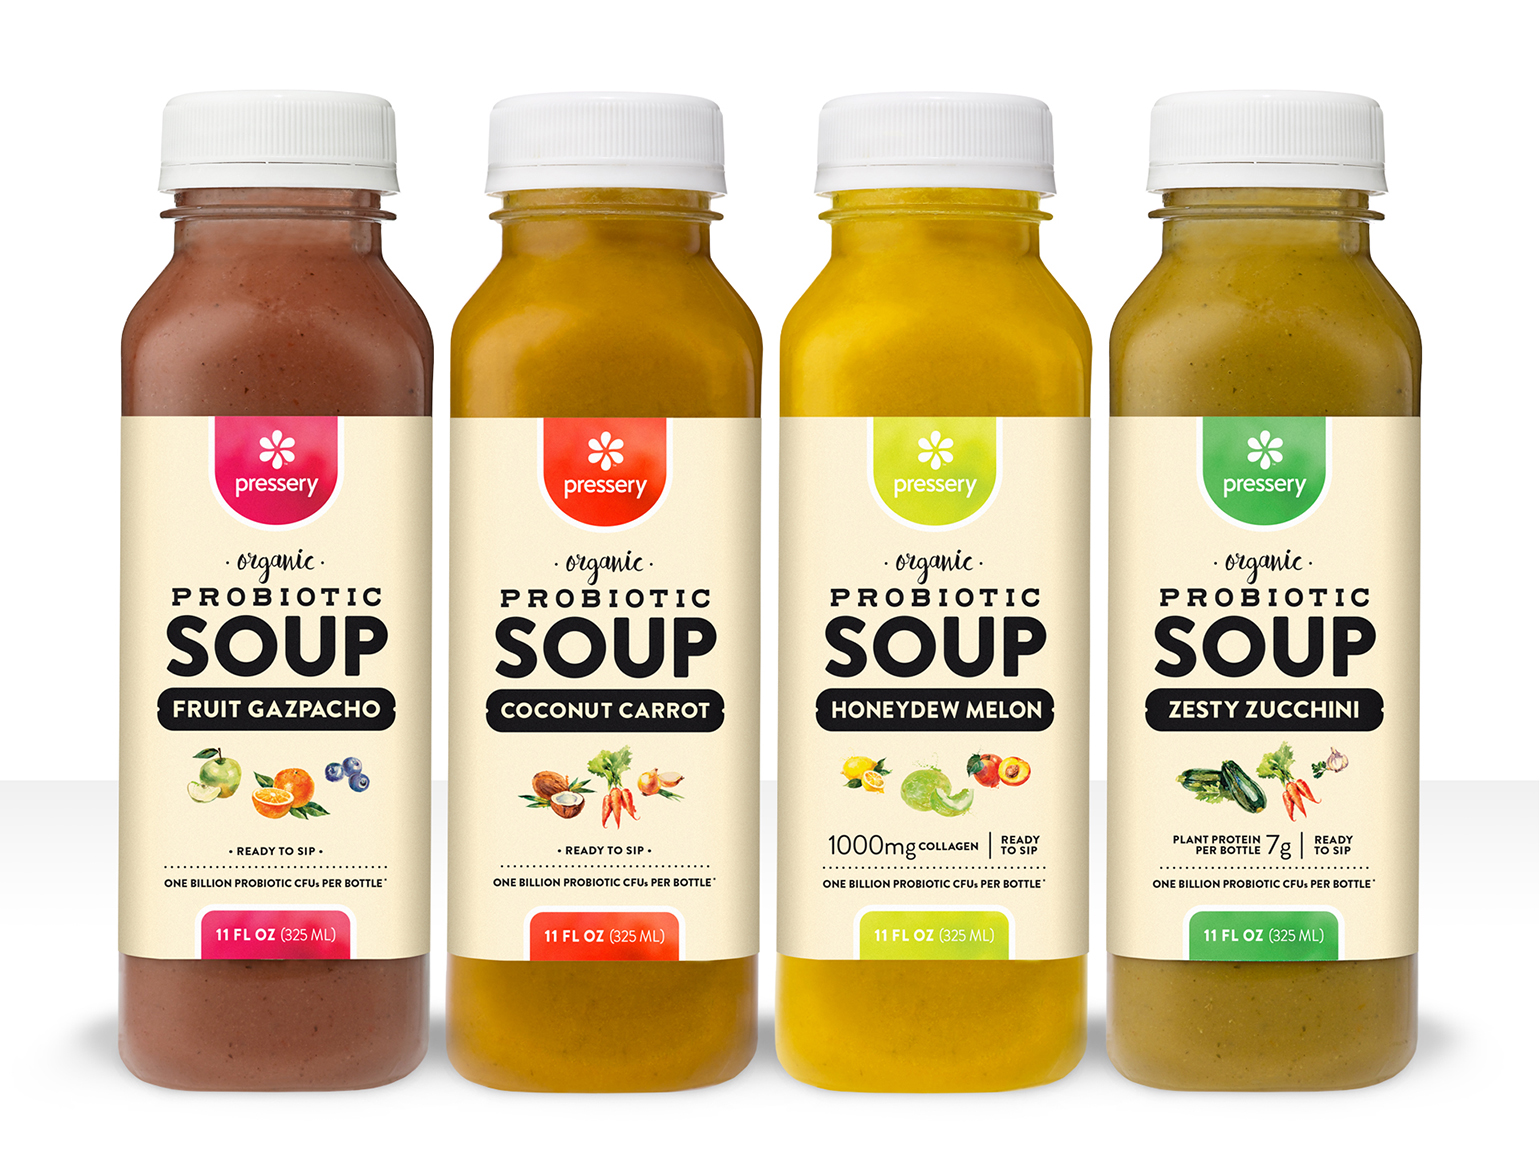 pressery
· organic ·
PROBIOTIC
SOUP
FRUIT GAZPACHO
• READY TO SIP •
ONE BILLION PROBIOTIC CFUs PER BOTTLE*
11 FL OZ (325 ML)
pressery
· organic ·
PROBIOTIC
SOUP
COCONUT CARROT
• READY TO SIP •
ONE BILLION PROBIOTIC CFUs PER BOTTLE*
11 FL OZ (325 ML)
pressery
· organic ·
PROBIOTIC
SOUP
HONEYDEW MELON
1000mg COLLAGEN | READY
TO SIP
ONE BILLION PROBIOTIC CFUs PER BOTTLE*
11 FL OZ (325 ML)
pressery
· organic ·
PROBIOTIC
SOUP
ZESTY ZUCCHINI
PLANT PROTEIN
PER BOTTLE 7g | READY
TO SIP
ONE BILLION PROBIOTIC CFUs PER BOTTLE*
11 FL OZ (325 ML)